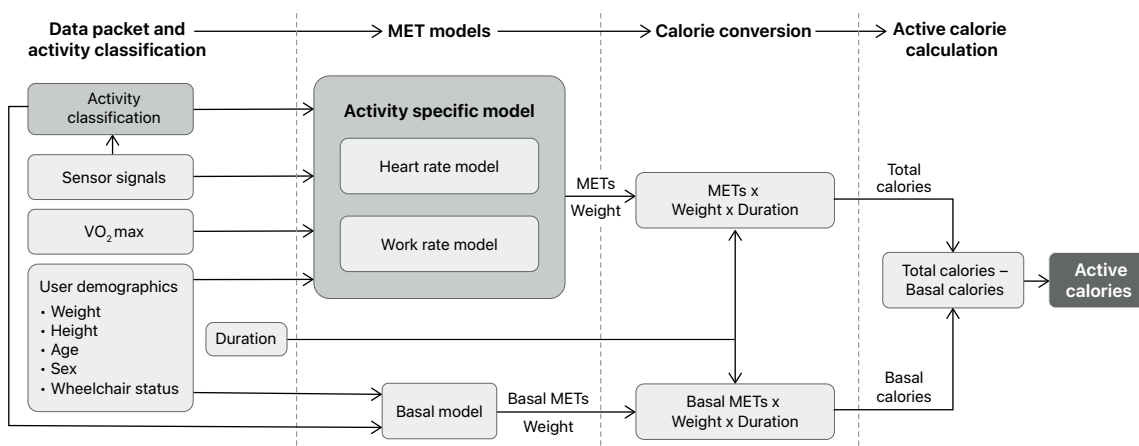 Data packet and
activity classification
MET models
Calorie conversion
Active calorie
calculation
Activity
classification
Sensor signals
VO₂ max
User demographics
• Weight
• Height
• Age
• Sex
• Wheelchair status
Duration
Activity specific model
Heart rate model
Work rate model
Basal model
METs
Weight
Basal METs
Weight
METs x
Weight x Duration
Basal METs x
Weight x Duration
Total
calories
Basal
calories
Total calories –
Basal calories
Active
calories